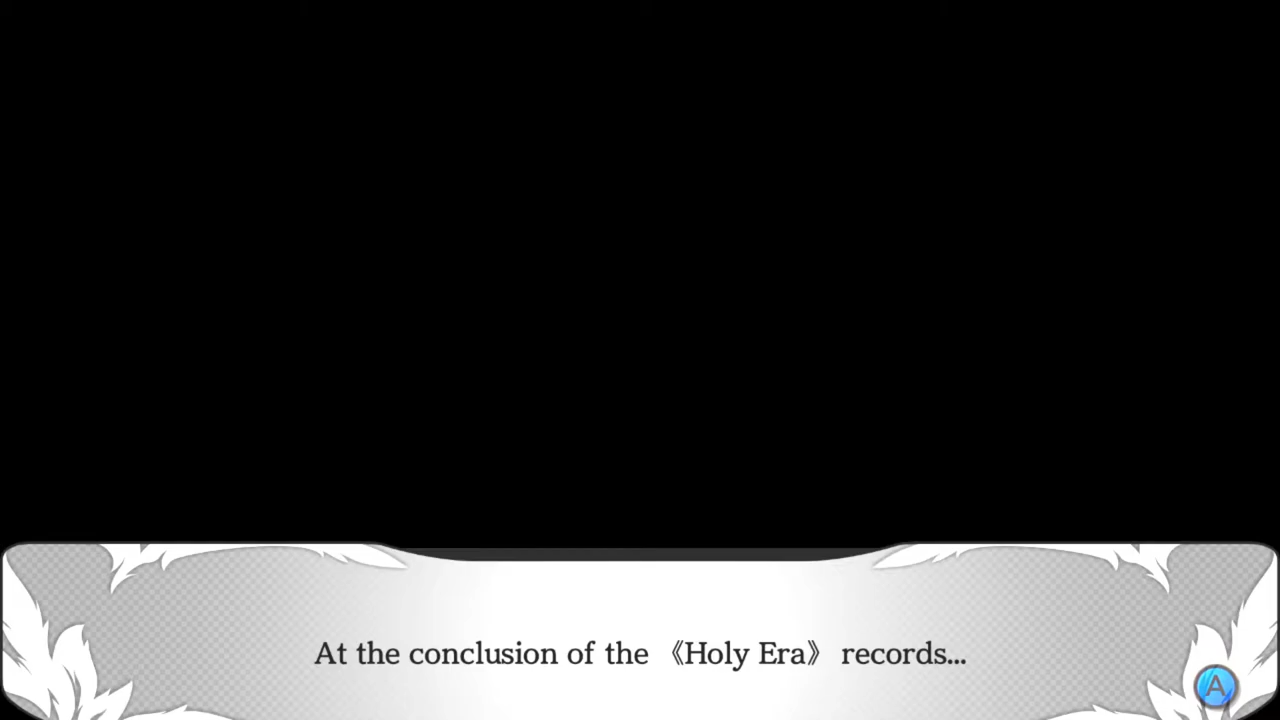 At the conclusion of the 《Holy Era》 records...
A